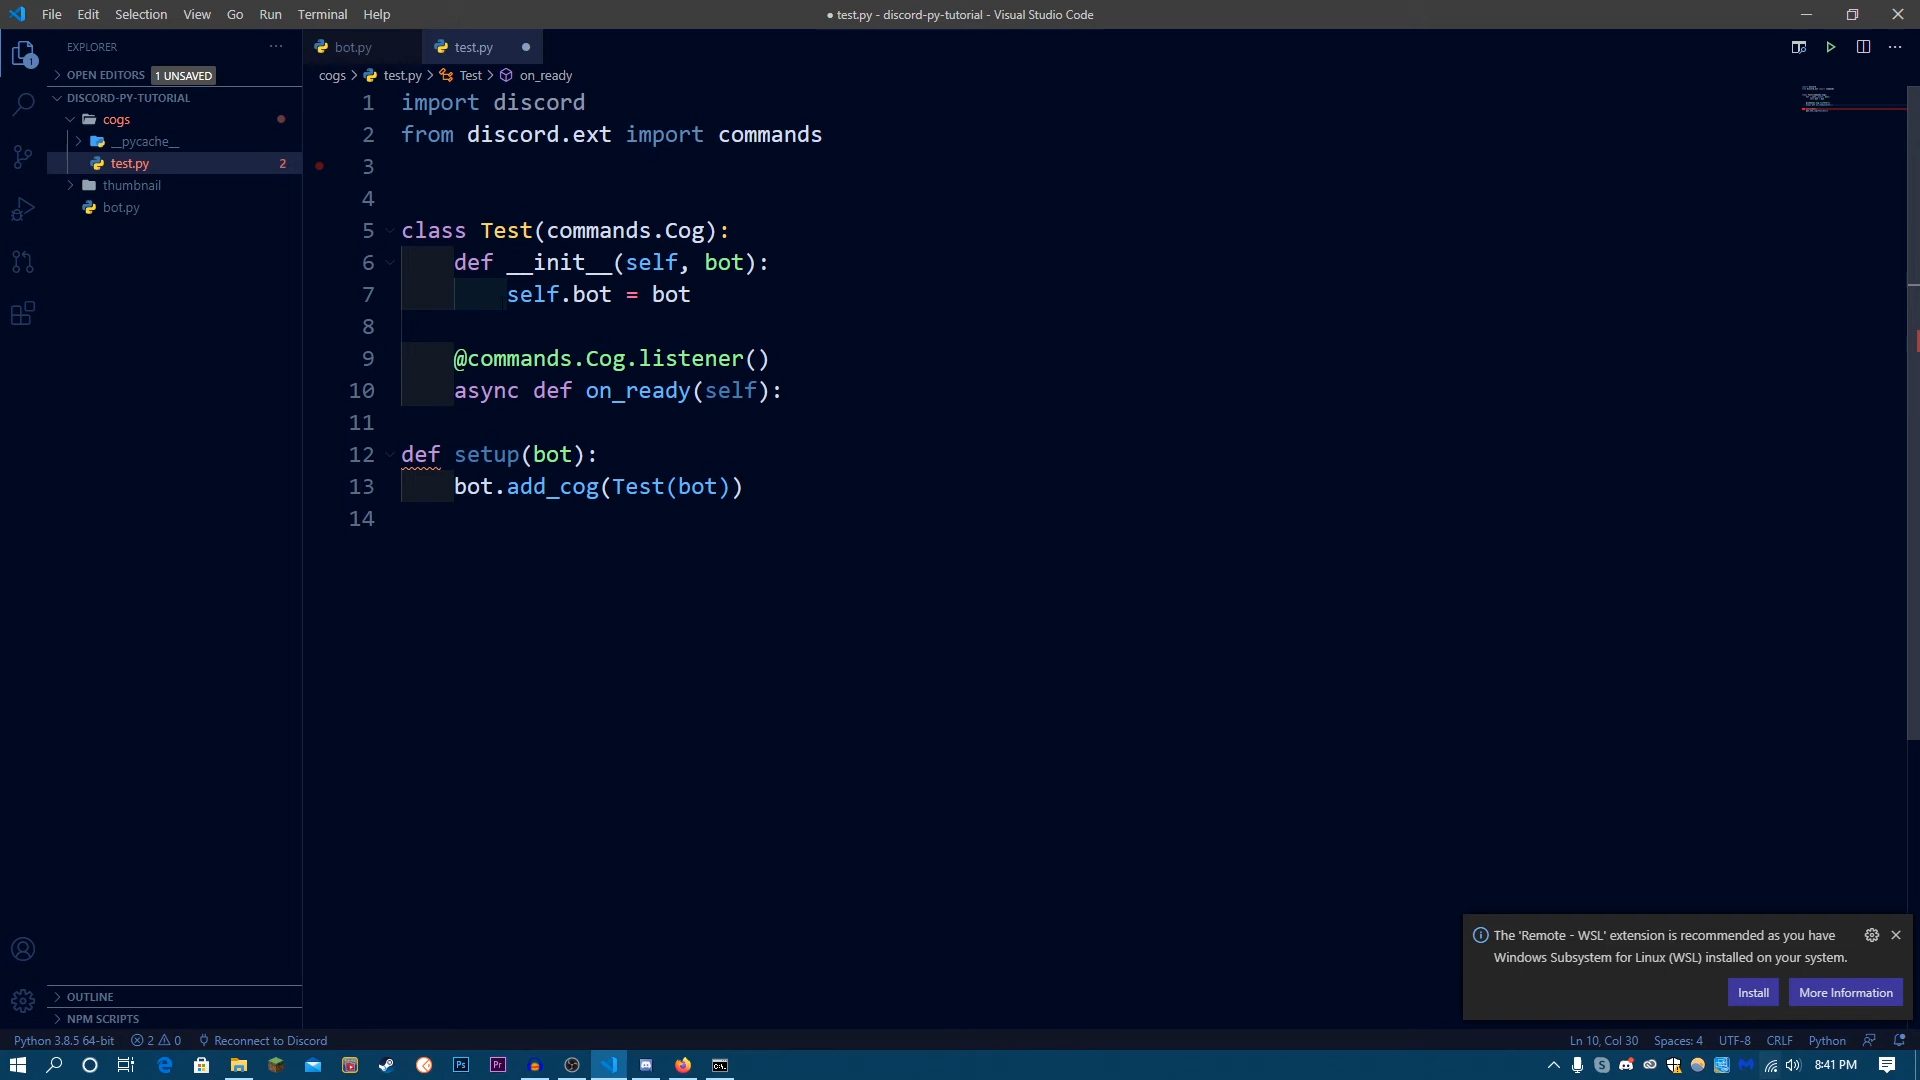 File Edit Selection View Go Run Terminal Help
● test.py - discord-py-tutorial - Visual Studio Code
EXPLORER
bot.py
test.py
OPEN EDITORS 1 UNSAVED
cogs > test.py > Test > on_ready
DISCORD-PY-TUTORIAL
cogs
__pycache__
test.py 2
thumbnail
bot.py
1 import discord
2 from discord.ext import commands
3
4
5 class Test(commands.Cog):
6 def __init__(self, bot):
7 self.bot = bot
8
9 @commands.Cog.listener()
10 async def on_ready(self):
11
12 def setup(bot):
13 bot.add_cog(Test(bot))
14
The 'Remote - WSL' extension is recommended as you have
Windows Subsystem for Linux (WSL) installed on your system.
Install More Information
OUTLINE
NPM SCRIPTS
Python 3.8.5 64-bit 2 0 Reconnect to Discord Ln 10, Col 30 Spaces: 4 UTF-8 CRLF Python
8:41 PM